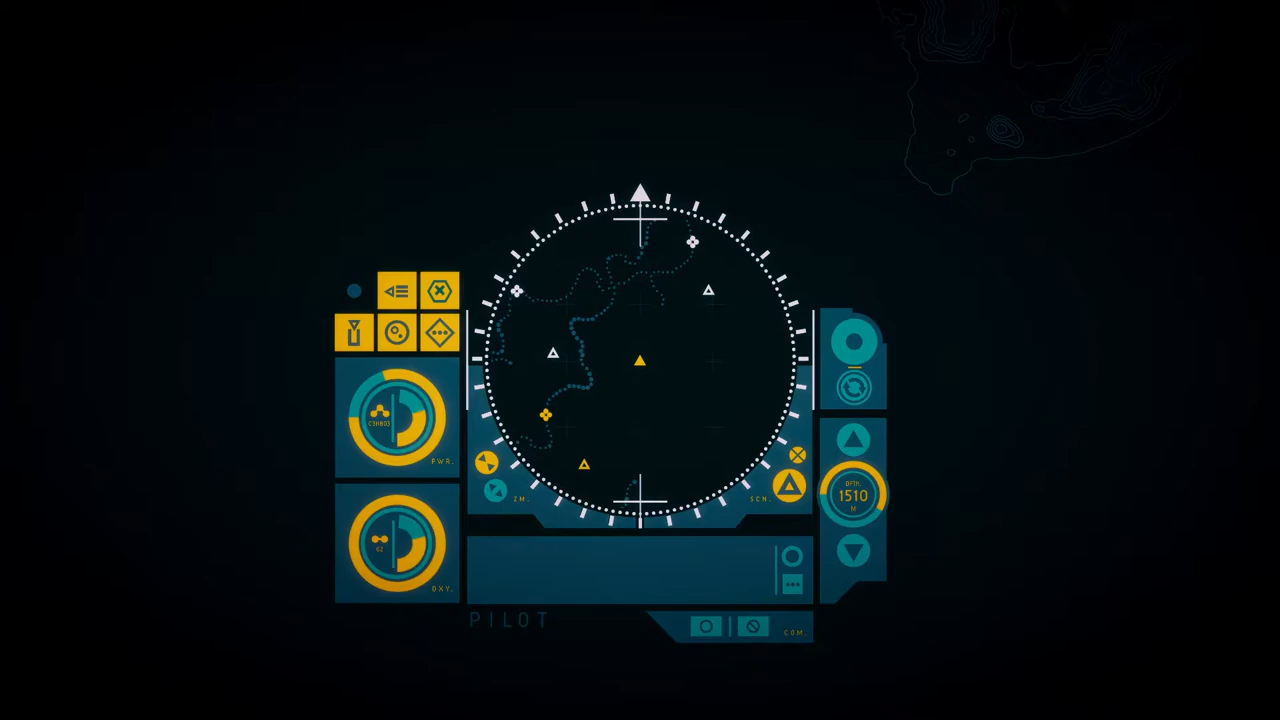 C3H8O3
PWR.
ZM.
SCN.
DPTH.
1510
M
O2
OXY.
PILOT
COM.